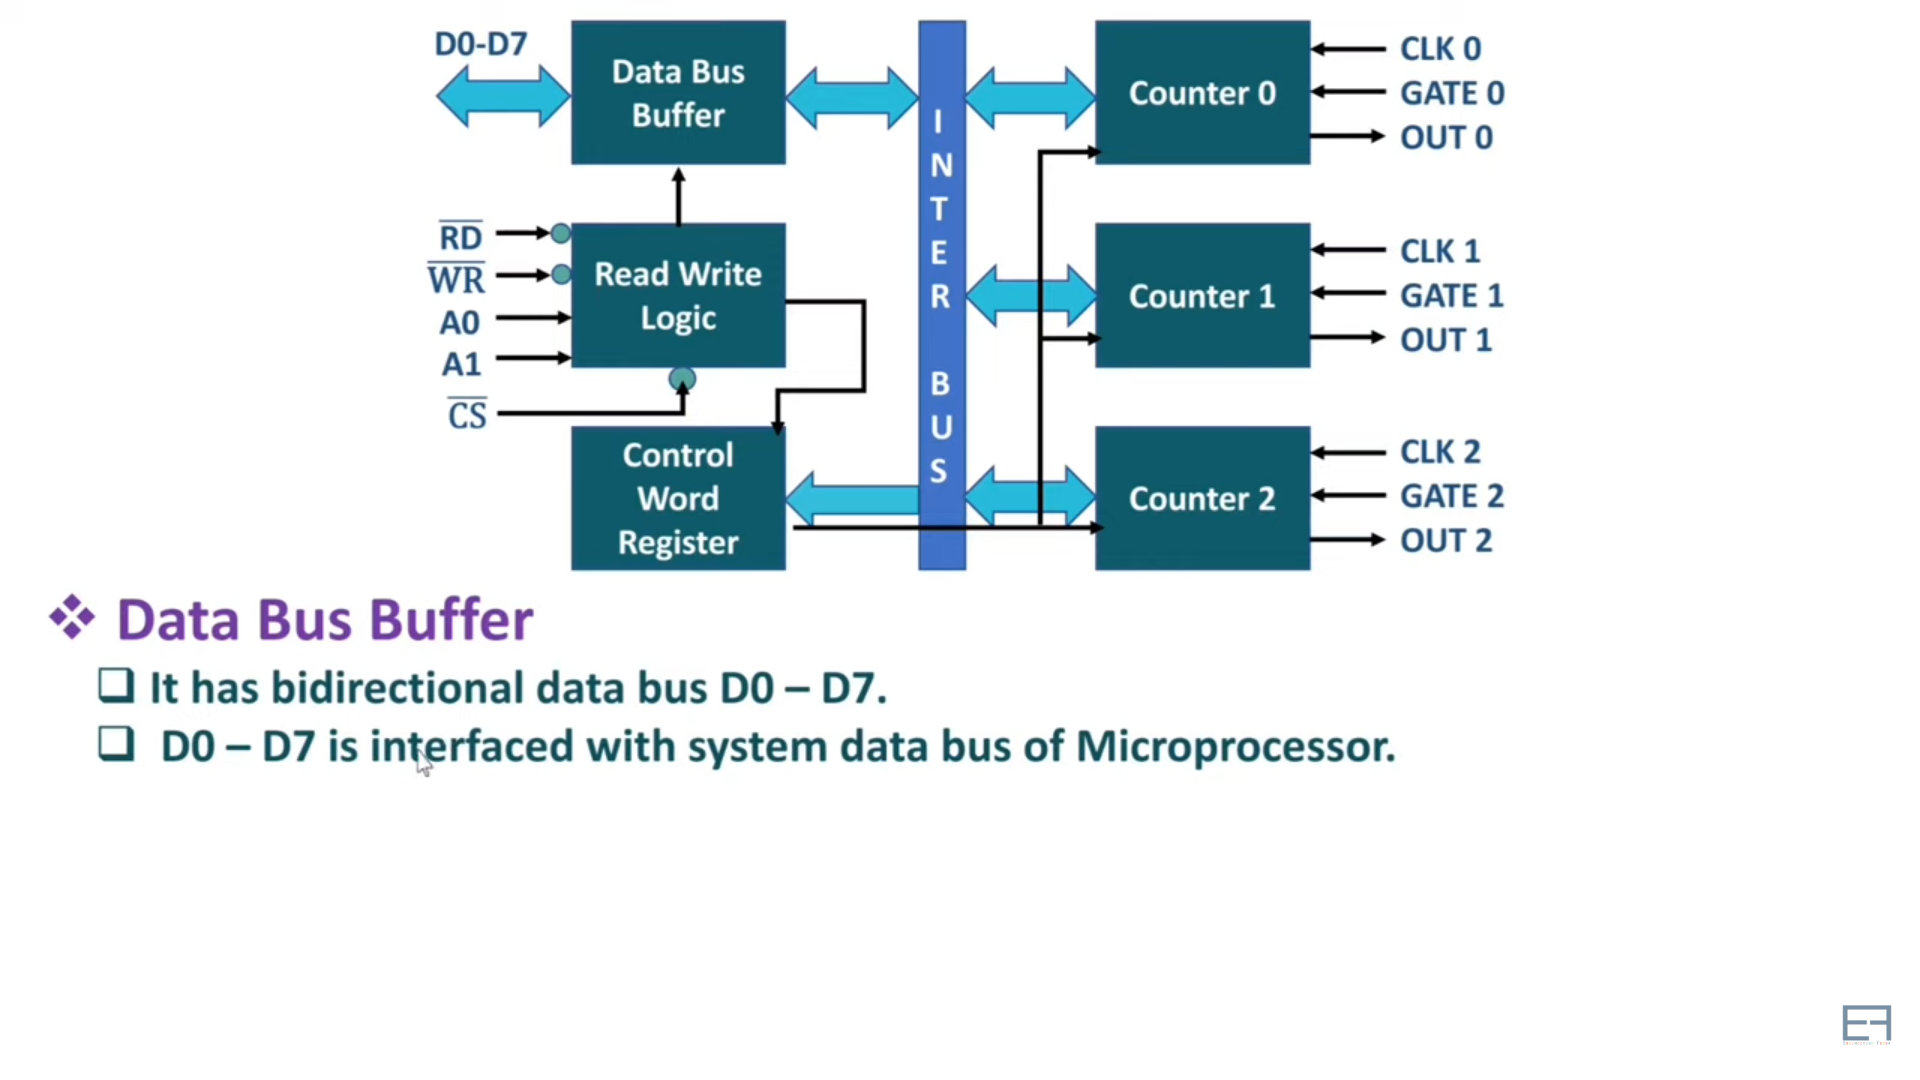 D0-D7
Data Bus
Buffer
Counter 0
CLK 0
GATE 0
OUT 0
INTER BUS
R̅D̅
W̅R̅
A0
A1
C̅S̅
Read Write
Logic
Counter 1
CLK 1
GATE 1
OUT 1
Control
Word
Register
Counter 2
CLK 2
GATE 2
OUT 2
❖ Data Bus Buffer
❑ It has bidirectional data bus D0 – D7.
❑ D0 – D7 is interfaced with system data bus of Microprocessor.
EF